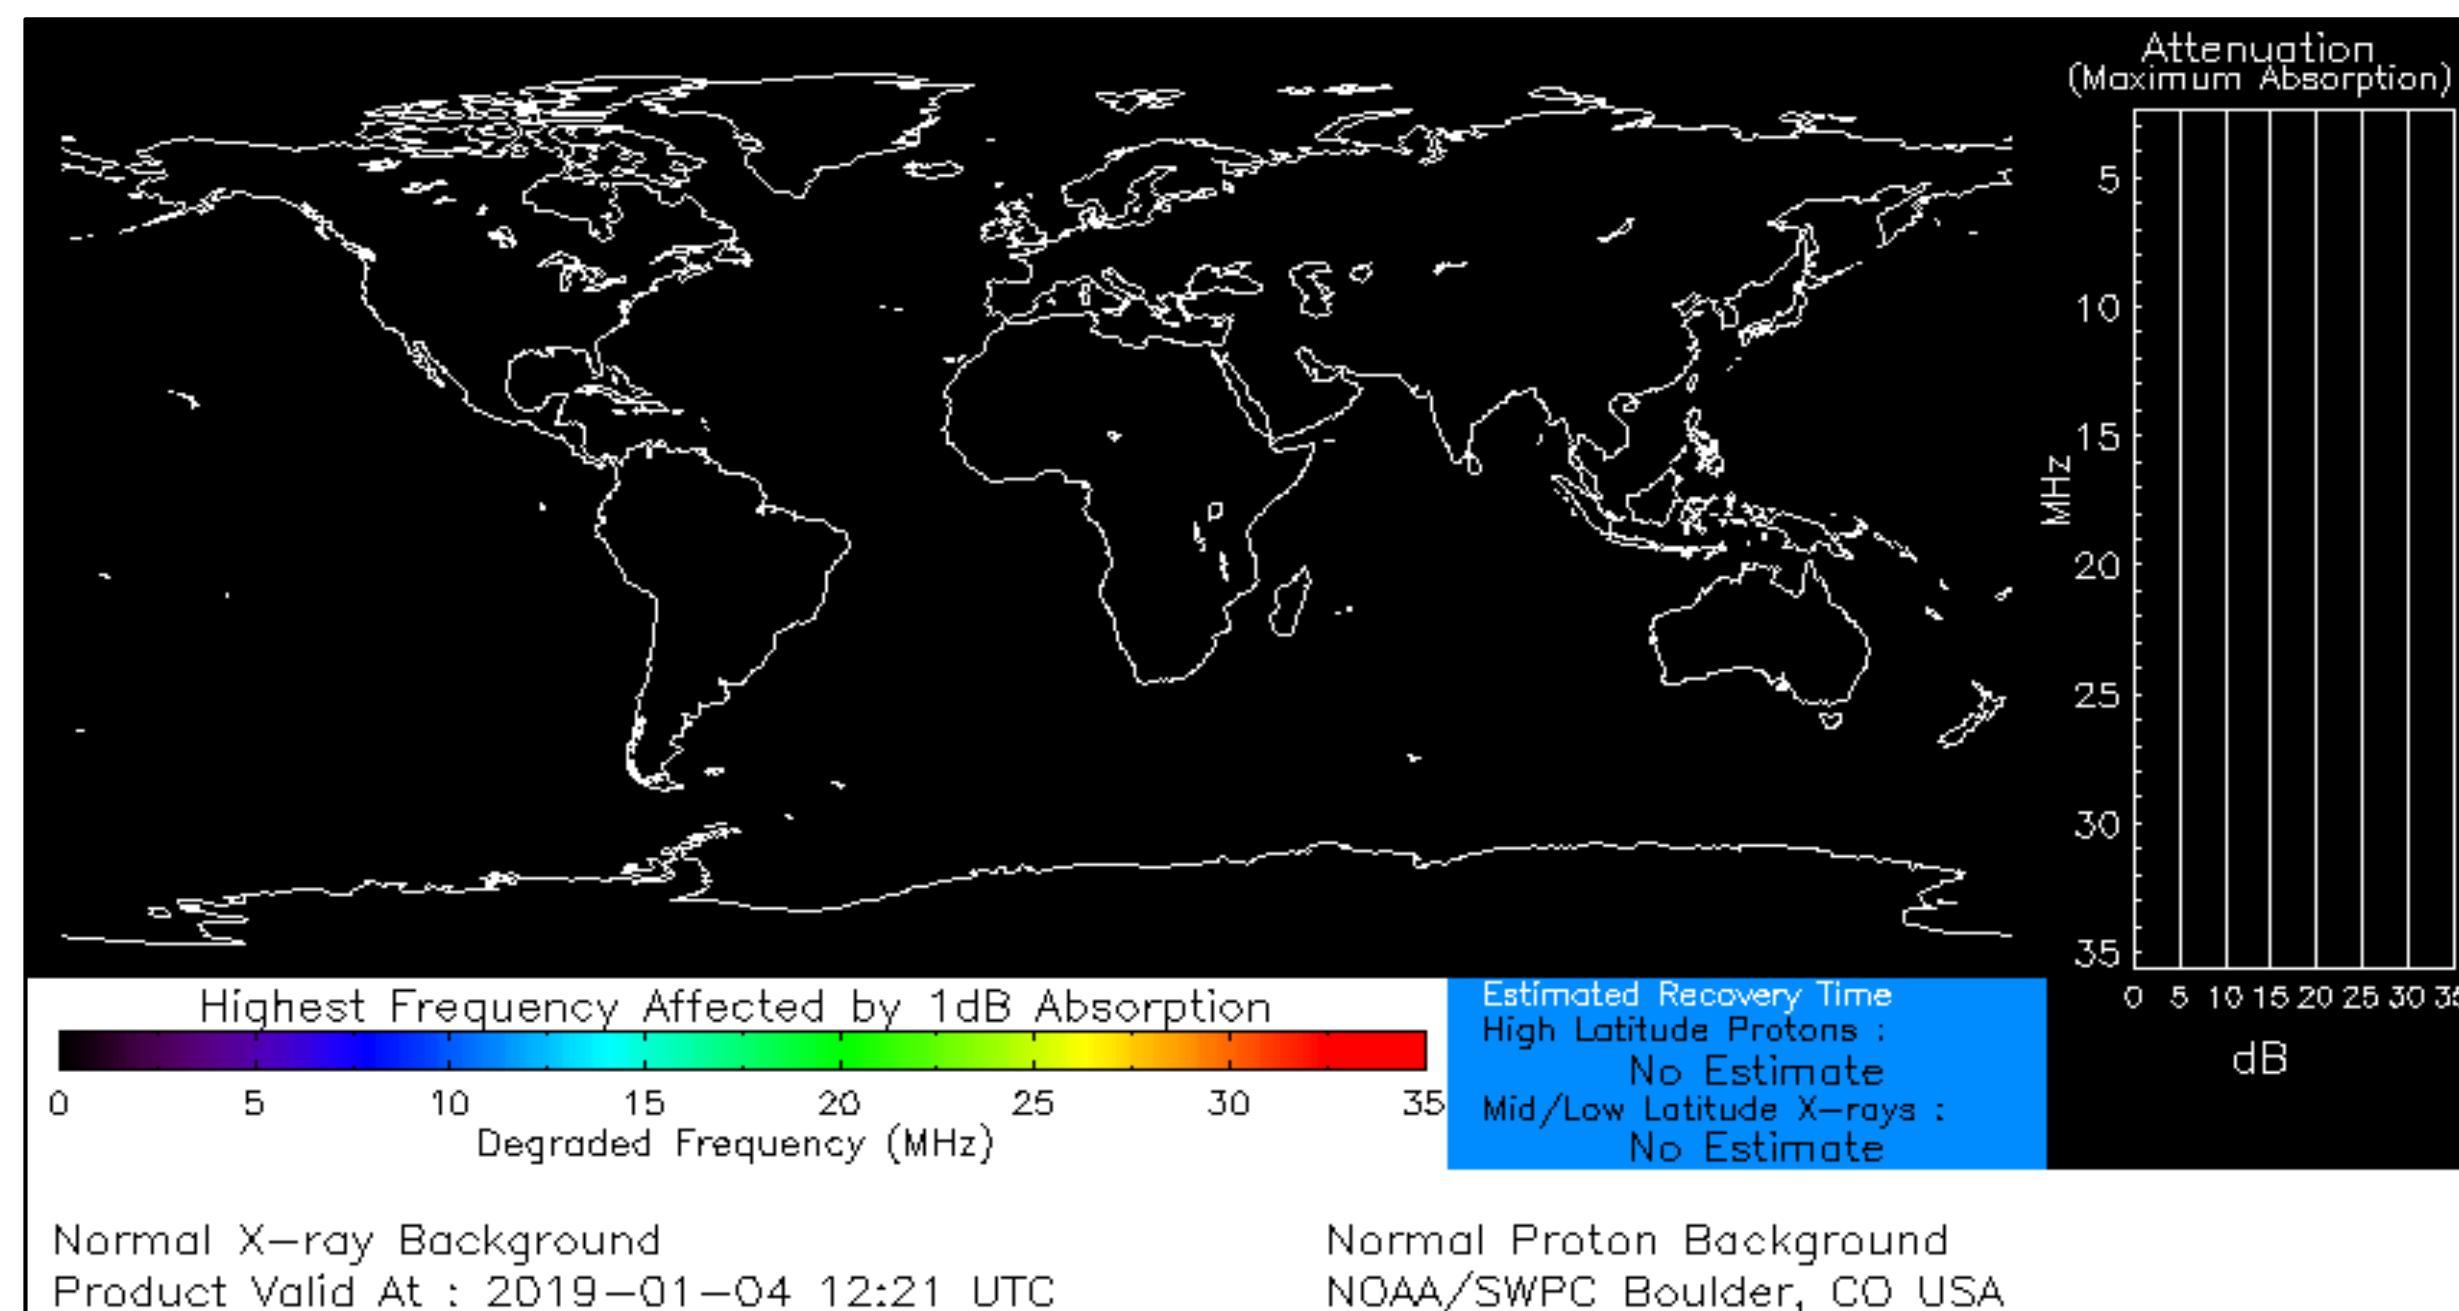 Attenuation
(Maximum Absorption)
5
10
15
20
25
30
35
MHz
0 5 10 15 20 25 30 35
dB
Highest Frequency Affected by 1dB Absorption
0 5 10 15 20 25 30 35
Degraded Frequency (MHz)
Estimated Recovery Time
High Latitude Protons :
No Estimate
Mid/Low Latitude X-rays :
No Estimate
Normal X-ray Background
Normal Proton Background
Product Valid At : 2019-01-04 12:21 UTC
NOAA/SWPC Boulder, CO USA